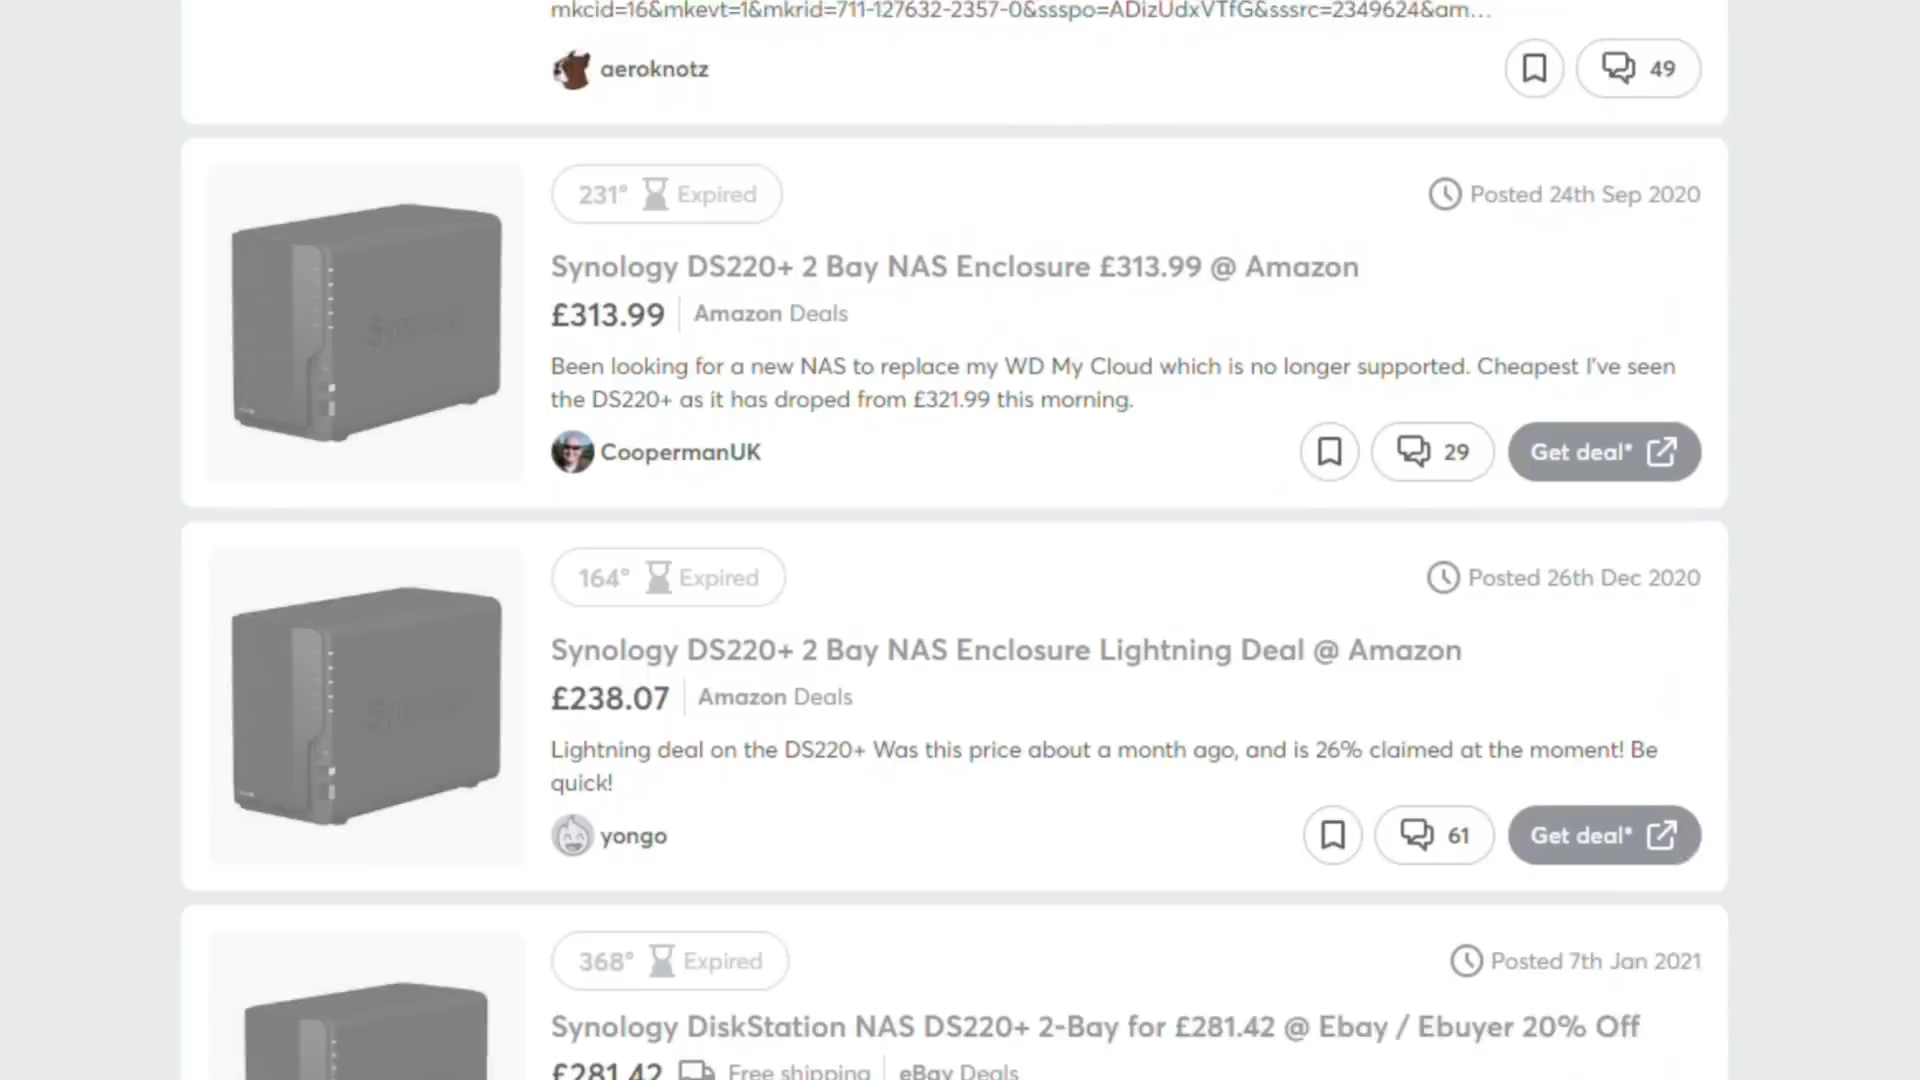 mkcid=16&mkevt=1&mkrid=711-127632-2357-0&ssspo=ADizUdxVTfG&sssrc=2349624&am...
aeroknotz
49
231° Expired
Posted 24th Sep 2020
Synology DS220+ 2 Bay NAS Enclosure £313.99 @ Amazon
£313.99 Amazon Deals
Been looking for a new NAS to replace my WD My Cloud which is no longer supported. Cheapest I've seen
the DS220+ as it has droped from £321.99 this morning.
CoopermanUK
29
Get deal*
164° Expired
Posted 26th Dec 2020
Synology DS220+ 2 Bay NAS Enclosure Lightning Deal @ Amazon
£238.07 Amazon Deals
Lightning deal on the DS220+ Was this price about a month ago, and is 26% claimed at the moment! Be
quick!
yongo
61
Get deal*
368° Expired
Posted 7th Jan 2021
Synology DiskStation NAS DS220+ 2-Bay for £281.42 @ Ebay / Ebuyer 20% Off
£281.42 Free shipping eBay Deals